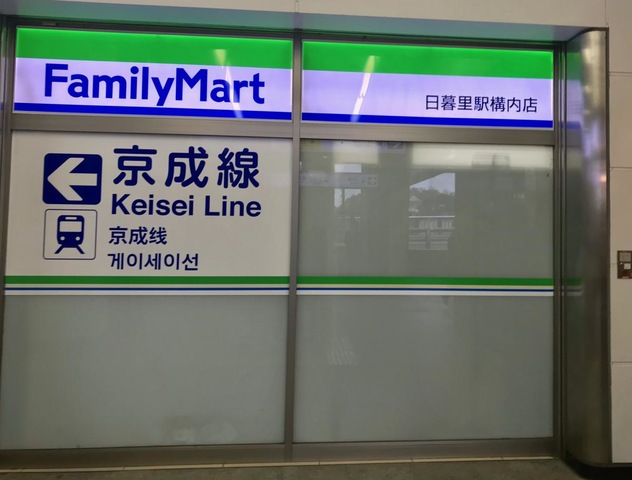 FamilyMart
日暮里駅構内店
京成線
Keisei Line
京成线
게이세이선